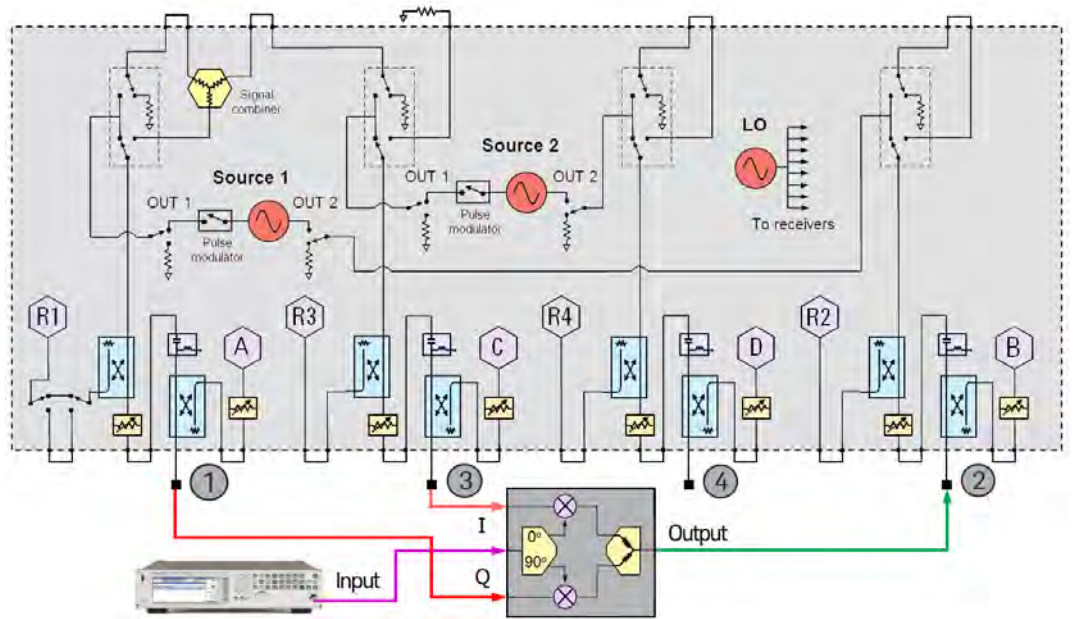 Signal
combiner
Source 1
OUT 1
OUT 2
Pulse
modulator
Source 2
OUT 1
OUT 2
Pulse
modulator
LO
To receivers
R1
A
R3
C
R4
D
R2
B
1
3
4
2
I
0°
90°
Q
Input
Output